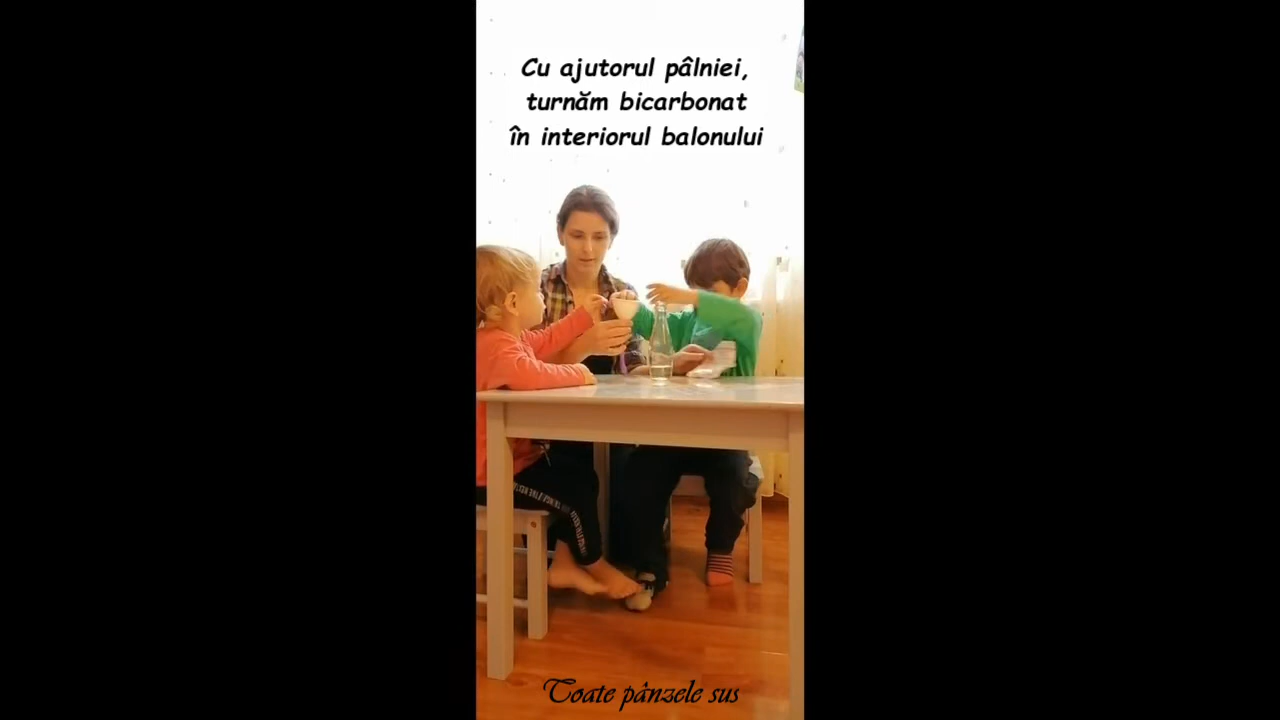 Cu ajutorul pâlniei,
turnăm bicarbonat
în interiorul balonului
Toate pânzele sus